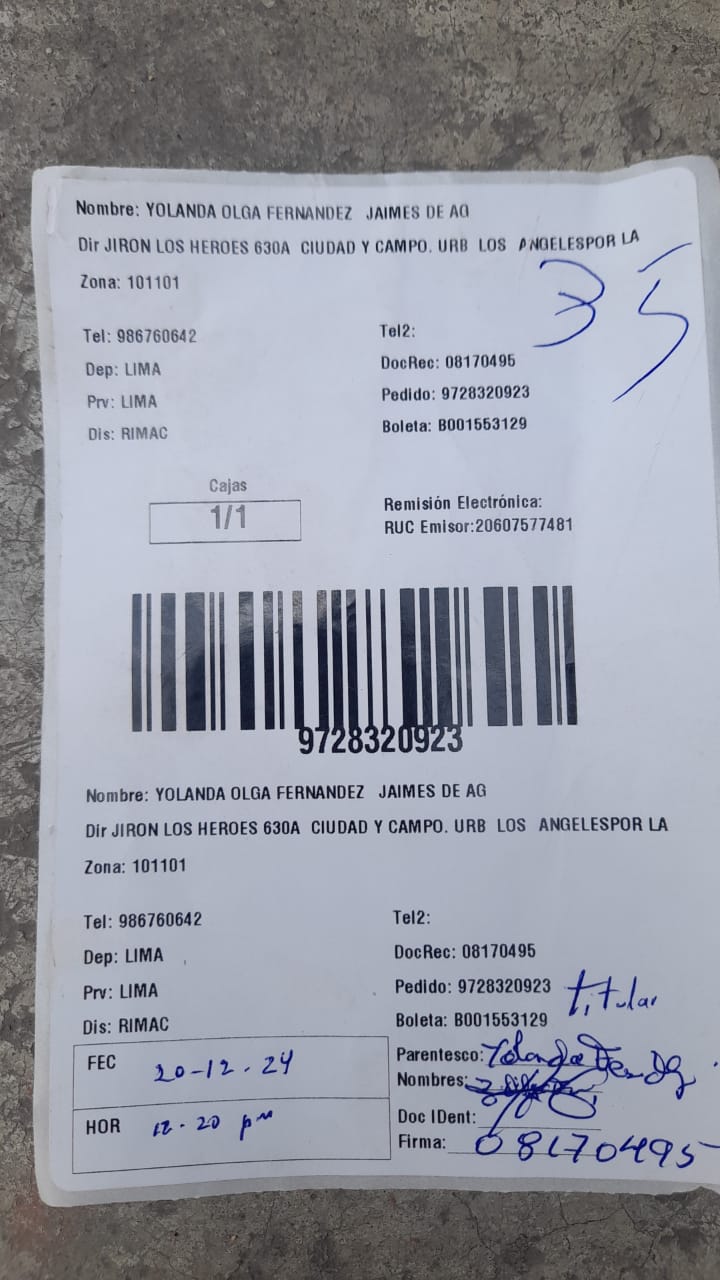 Nombre: YOLANDA OLGA FERNANDEZ JAIMES DE AG
Dir JIRON LOS HEROES 630A CIUDAD Y CAMPO. URB LOS ANGELESPOR LA
Zona: 101101
35
Tel: 986760642 Tel2:
Dep: LIMA DocRec: 08170495
Prv: LIMA Pedido: 9728320923
Dis: RIMAC Boleta: B001553129
Cajas
1/1
Remisión Electrónica:
RUC Emisor:20607577481
9728320923
Nombre: YOLANDA OLGA FERNANDEZ JAIMES DE AG
Dir JIRON LOS HEROES 630A CIUDAD Y CAMPO. URB LOS ANGELESPOR LA
Zona: 101101
Tel: 986760642 Tel2:
Dep: LIMA DocRec: 08170495
Prv: LIMA Pedido: 9728320923 titular
Dis: RIMAC Boleta: B001553129
FEC 20-12-24 Parentesco: Yolanda
Nombres:
HOR 12-20 pm Doc IDent:
Firma: 08170495